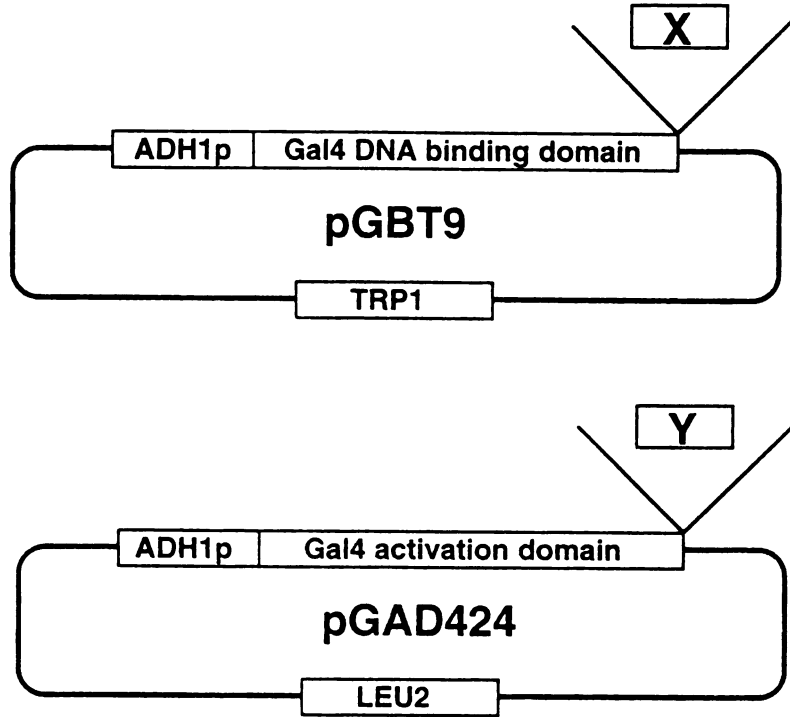 X
ADH1p
Gal4 DNA binding domain
pGBT9
TRP1
Y
ADH1p
Gal4 activation domain
pGAD424
LEU2